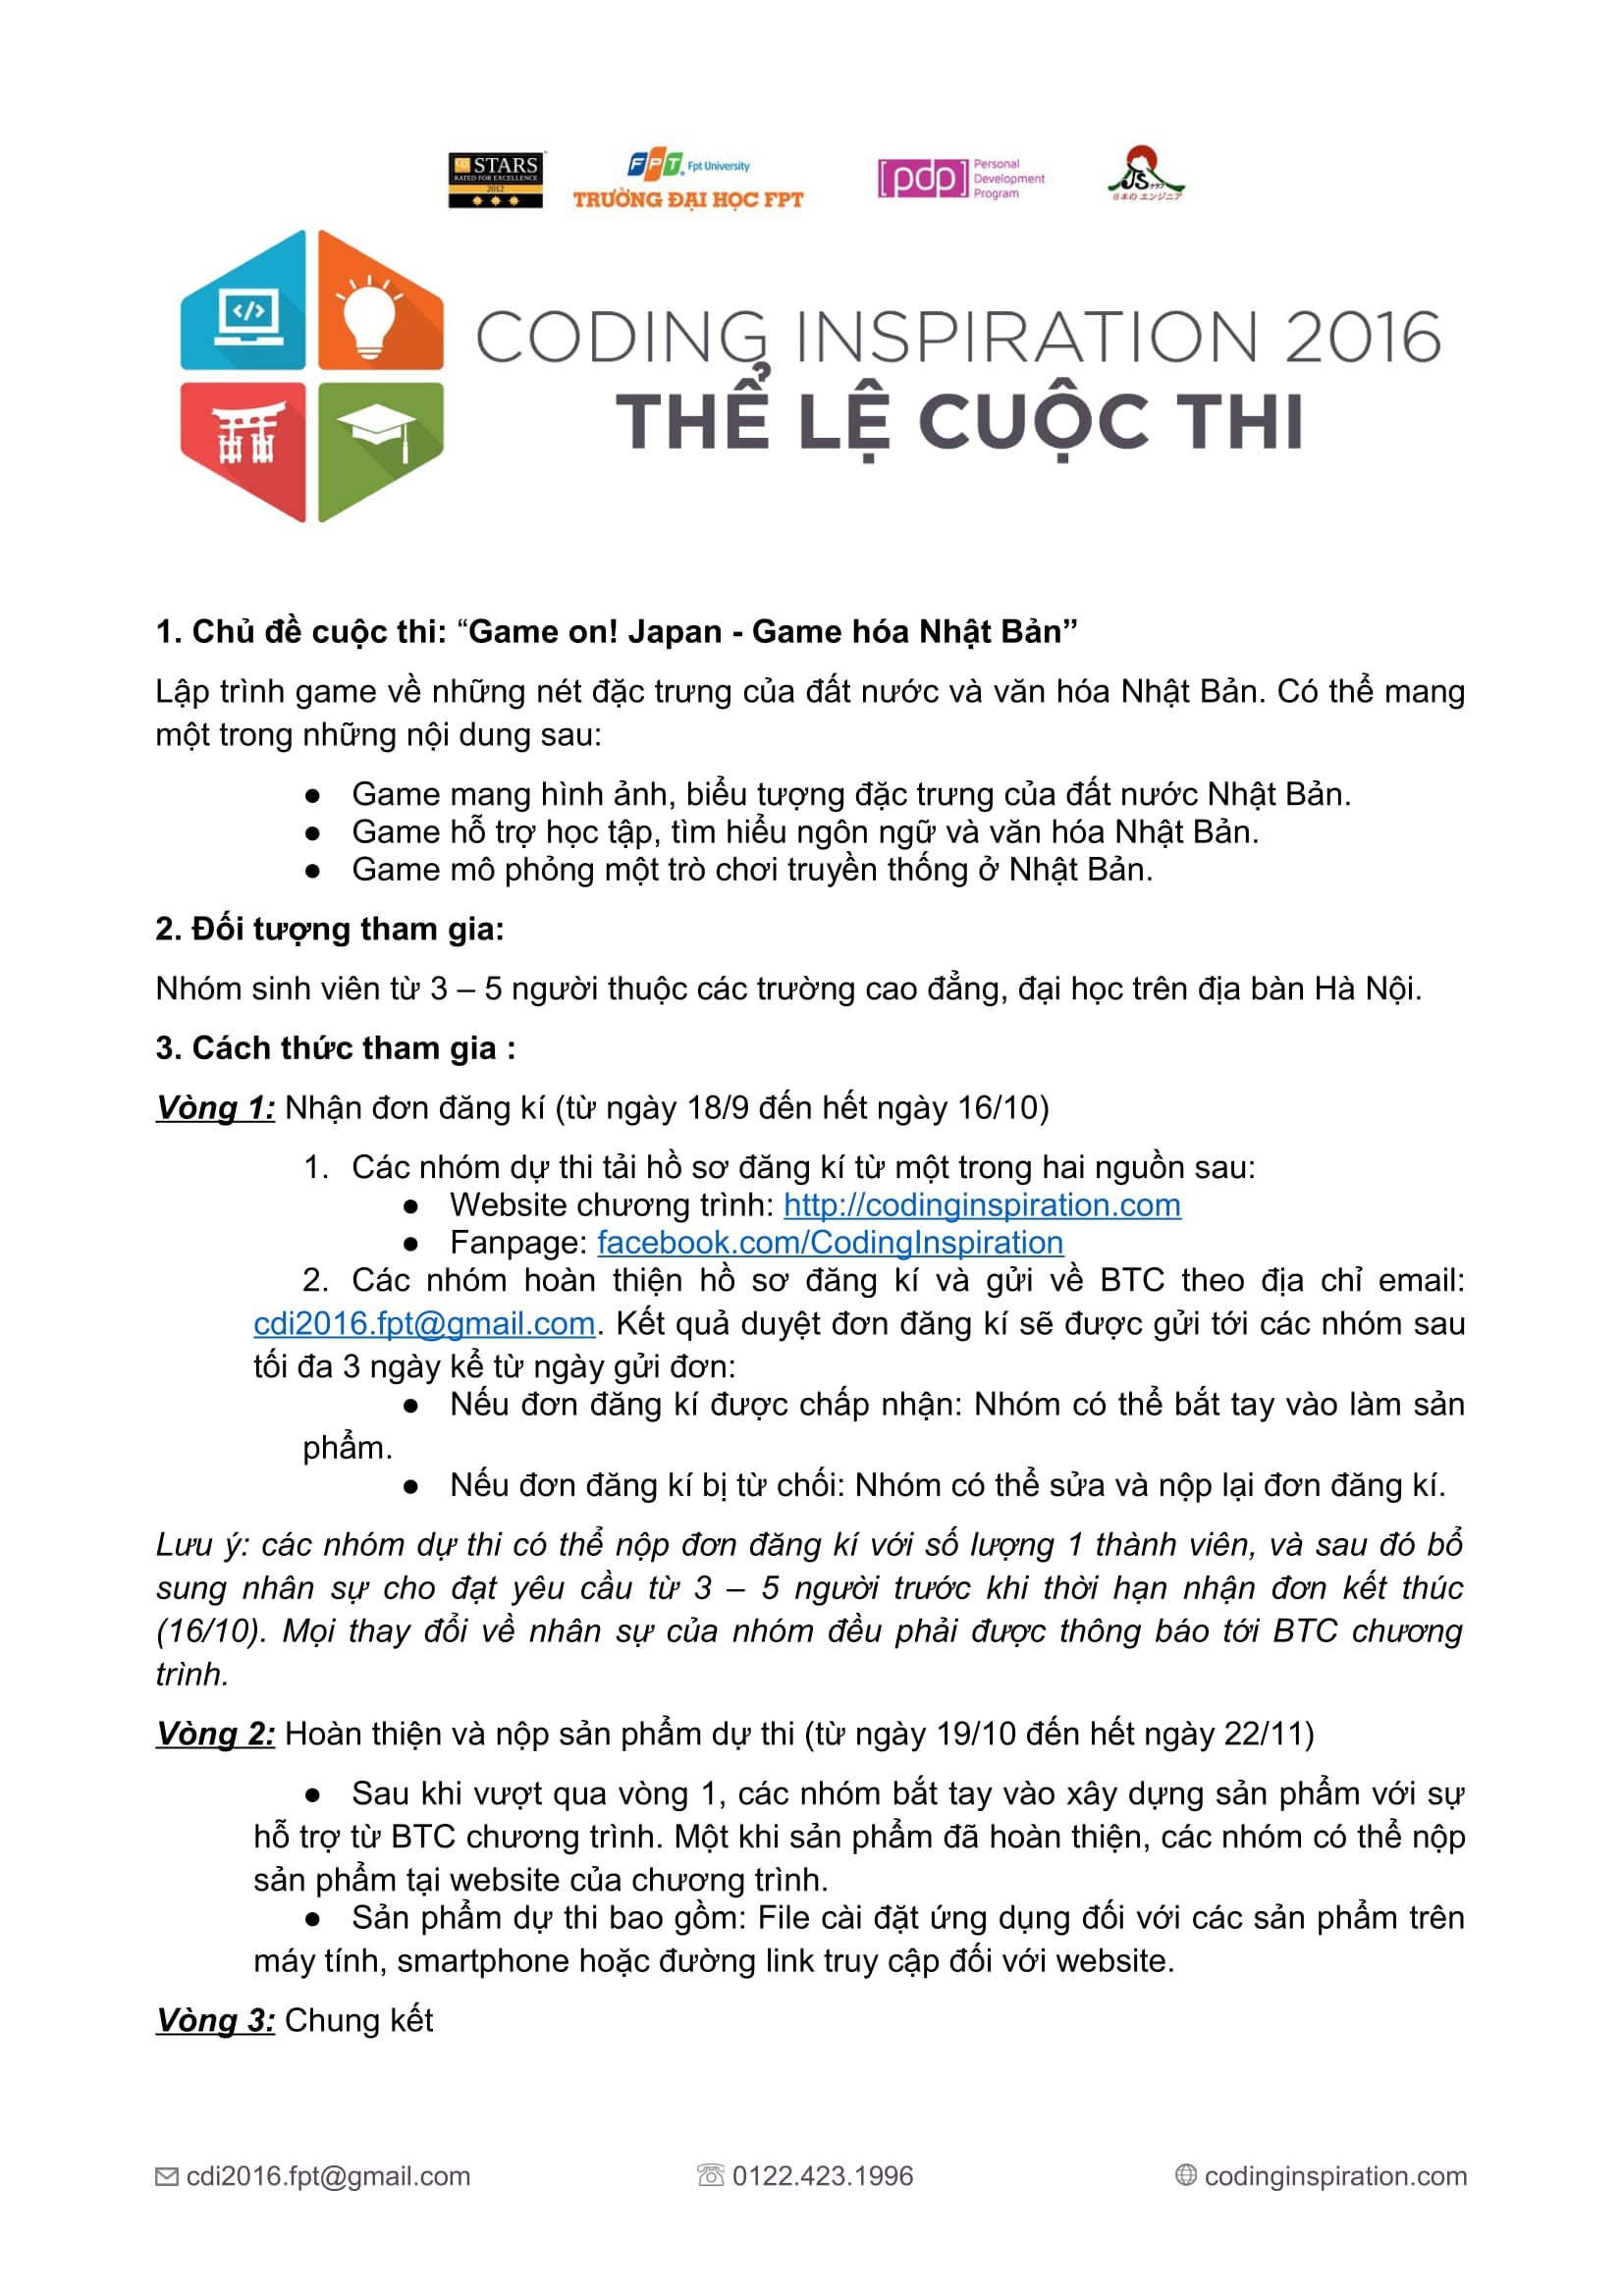 QS STARS
RATED FOR EXCELLENCE
2012
FPT Fpt University
TRƯỜNG ĐẠI HỌC FPT
[pdp] Personal
Development
Program
JS クラブ
日本のエンジニア
</>
CODING INSPIRATION 2016
THỂ LỆ CUỘC THI
1. Chủ đề cuộc thi: “Game on! Japan - Game hóa Nhật Bản”
Lập trình game về những nét đặc trưng của đất nước và văn hóa Nhật Bản. Có thể mang
một trong những nội dung sau:
● Game mang hình ảnh, biểu tượng đặc trưng của đất nước Nhật Bản.
● Game hỗ trợ học tập, tìm hiểu ngôn ngữ và văn hóa Nhật Bản.
● Game mô phỏng một trò chơi truyền thống ở Nhật Bản.
2. Đối tượng tham gia:
Nhóm sinh viên từ 3 – 5 người thuộc các trường cao đẳng, đại học trên địa bàn Hà Nội.
3. Cách thức tham gia :
Vòng 1: Nhận đơn đăng kí (từ ngày 18/9 đến hết ngày 16/10)
1. Các nhóm dự thi tải hồ sơ đăng kí từ một trong hai nguồn sau:
● Website chương trình: http://codinginspiration.com
● Fanpage: facebook.com/CodingInspiration
2. Các nhóm hoàn thiện hồ sơ đăng kí và gửi về BTC theo địa chỉ email:
cdi2016.fpt@gmail.com. Kết quả duyệt đơn đăng kí sẽ được gửi tới các nhóm sau
tối đa 3 ngày kể từ ngày gửi đơn:
● Nếu đơn đăng kí được chấp nhận: Nhóm có thể bắt tay vào làm sản
phẩm.
● Nếu đơn đăng kí bị từ chối: Nhóm có thể sửa và nộp lại đơn đăng kí.
Lưu ý: các nhóm dự thi có thể nộp đơn đăng kí với số lượng 1 thành viên, và sau đó bổ
sung nhân sự cho đạt yêu cầu từ 3 – 5 người trước khi thời hạn nhận đơn kết thúc
(16/10). Mọi thay đổi về nhân sự của nhóm đều phải được thông báo tới BTC chương
trình.
Vòng 2: Hoàn thiện và nộp sản phẩm dự thi (từ ngày 19/10 đến hết ngày 22/11)
● Sau khi vượt qua vòng 1, các nhóm bắt tay vào xây dựng sản phẩm với sự
hỗ trợ từ BTC chương trình. Một khi sản phẩm đã hoàn thiện, các nhóm có thể nộp
sản phẩm tại website của chương trình.
● Sản phẩm dự thi bao gồm: File cài đặt ứng dụng đối với các sản phẩm trên
máy tính, smartphone hoặc đường link truy cập đối với website.
Vòng 3: Chung kết
cdi2016.fpt@gmail.com
0122.423.1996
codinginspiration.com